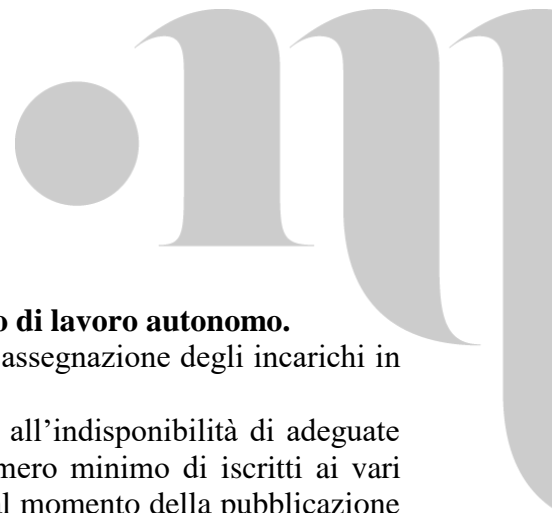 o di lavoro autonomo.
assegnazione degli incarichi in
all’indisponibilità di adeguate
mero minimo di iscritti ai vari
al momento della pubblicazione